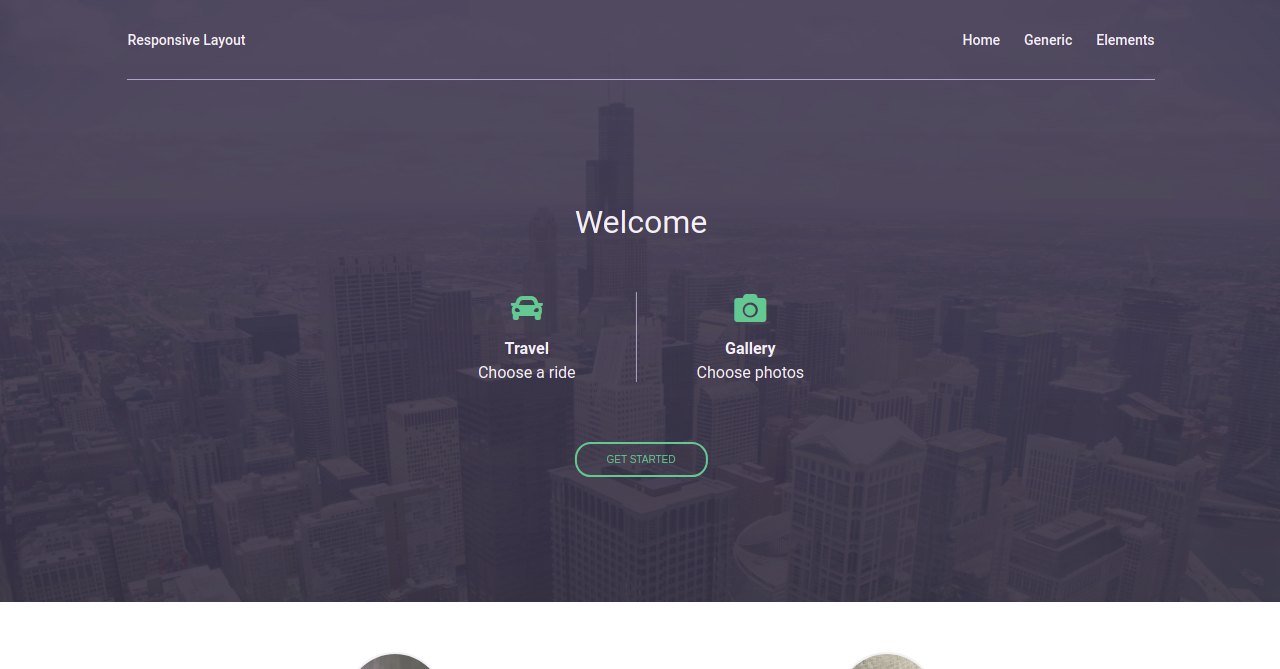 Responsive Layout
Home Generic Elements
Welcome
Travel
Choose a ride
Gallery
Choose photos
GET STARTED